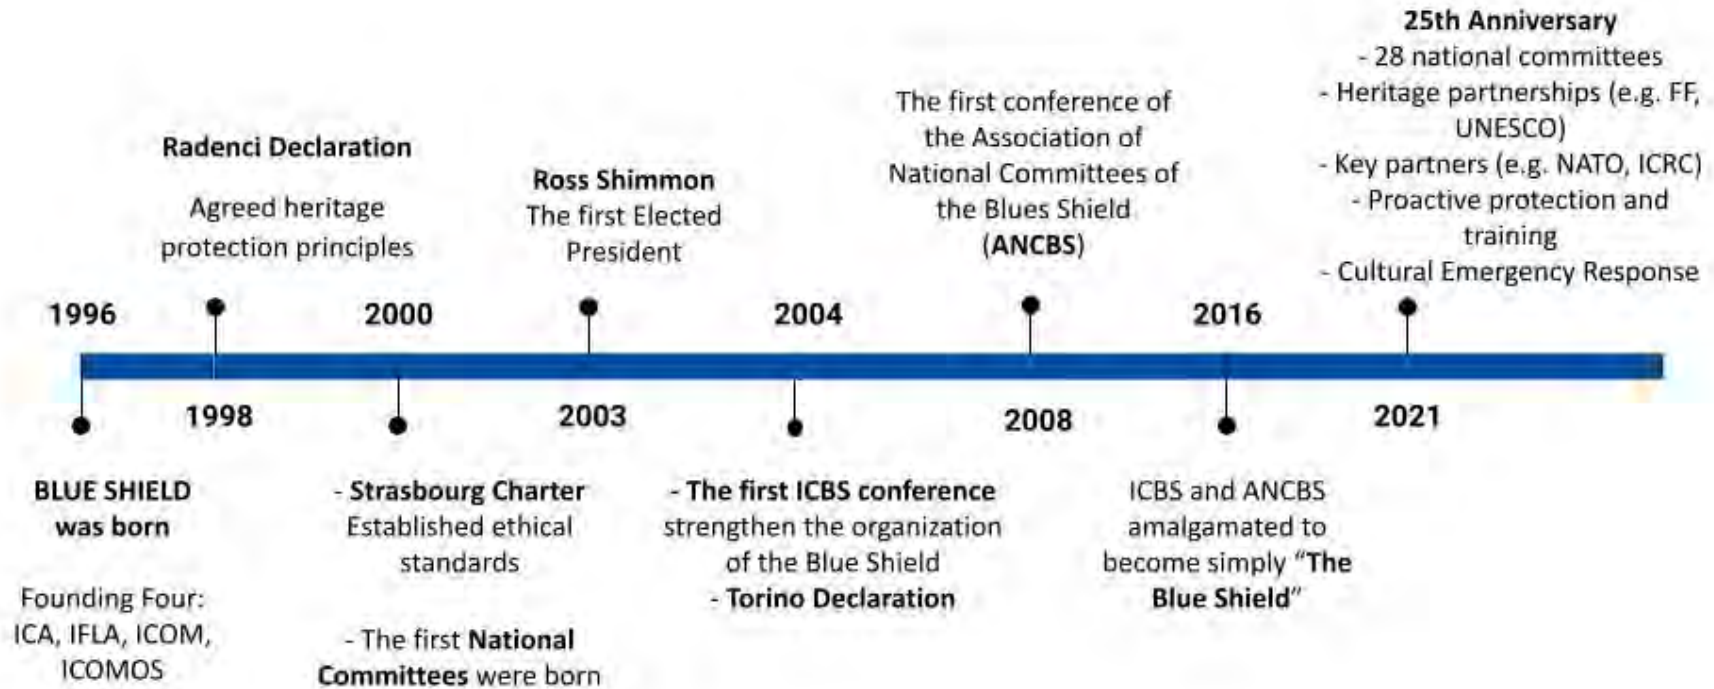 25th Anniversary
- 28 national committees
- Heritage partnerships (e.g. FF,
UNESCO)
- Key partners (e.g. NATO, ICRC)
- Proactive protection and
training
- Cultural Emergency Response
The first conference of
the Association of
National Committees of
the Blues Shield
(ANCBS)
Radenci Declaration
Agreed heritage
protection principles
Ross Shimmon
The first Elected
President
1996
2000
2004
2016
1998
2003
2008
2021
BLUE SHIELD
was born
Founding Four:
ICA, IFLA, ICOM,
ICOMOS
- Strasbourg Charter
Established ethical
standards
- The first National
Committees were born
- The first ICBS conference
strengthen the organization
of the Blue Shield
- Torino Declaration
ICBS and ANCBS
amalgamated to
become simply “The
Blue Shield”